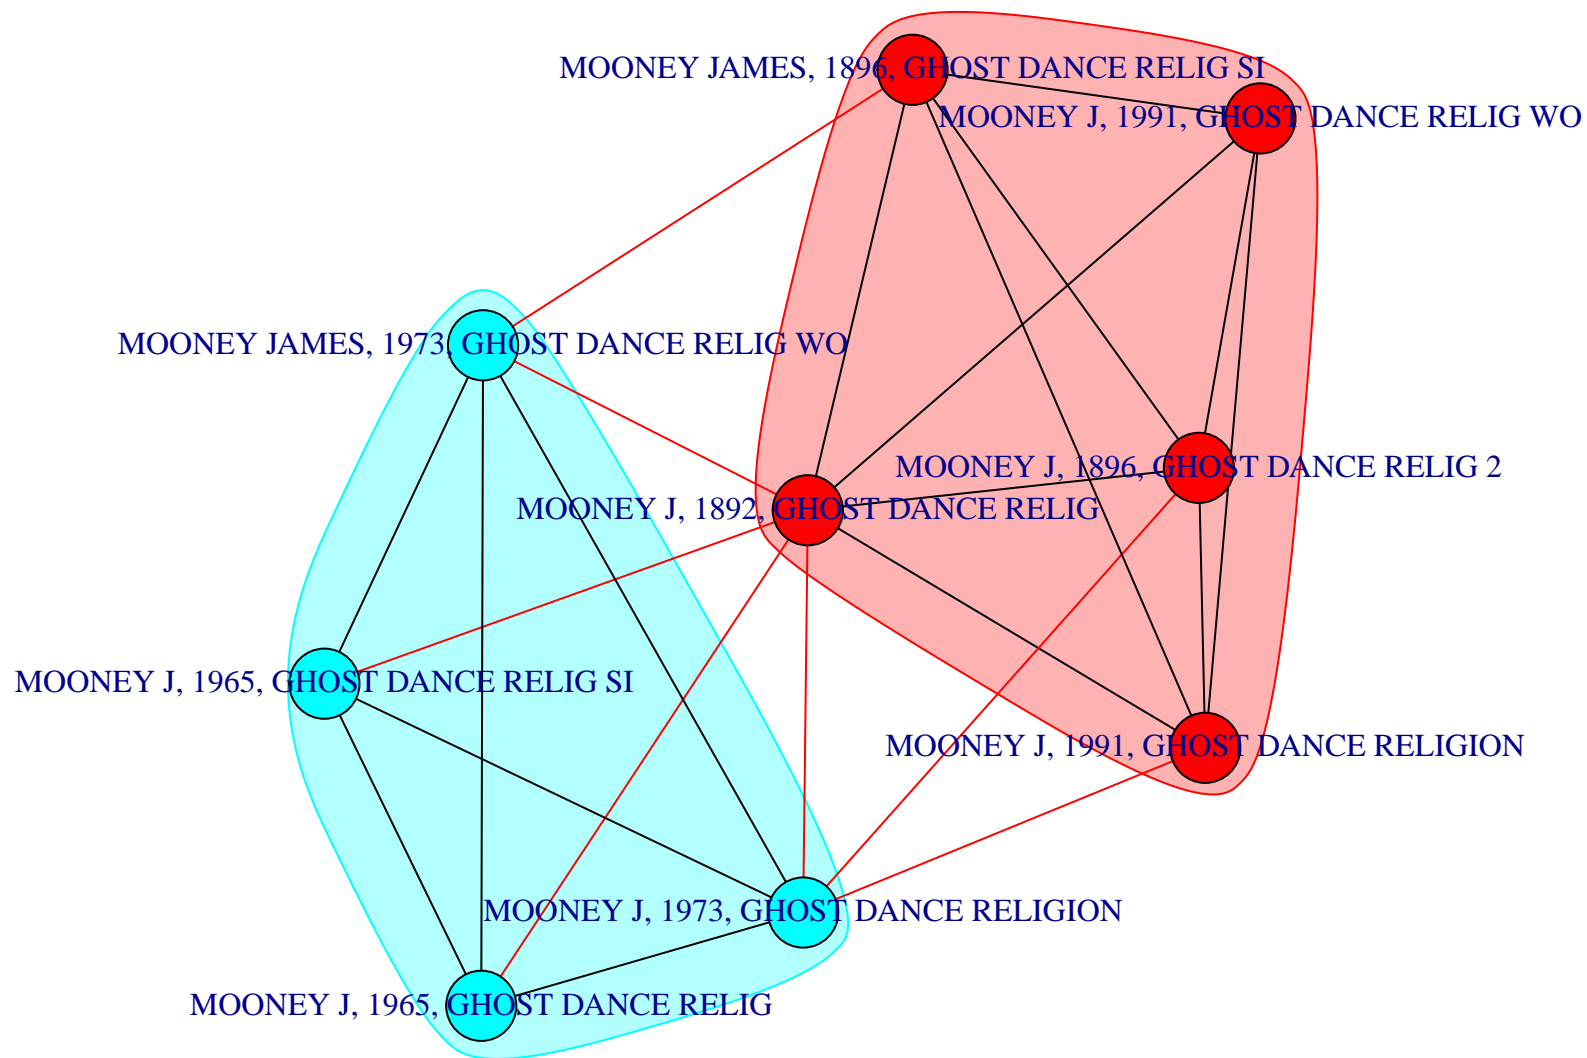 MOONEY JAMES, 1896, GHOST DANCE RELIG SI
MOONEY J, 1991, GHOST DANCE RELIG WO
MOONEY JAMES, 1973, GHOST DANCE RELIG WO
MOONEY J, 1896, GHOST DANCE RELIG 2
MOONEY J, 1892, GHOST DANCE RELIG
MOONEY J, 1965, GHOST DANCE RELIG SI
MOONEY J, 1991, GHOST DANCE RELIGION
MOONEY J, 1973, GHOST DANCE RELIGION
MOONEY J, 1965, GHOST DANCE RELIG